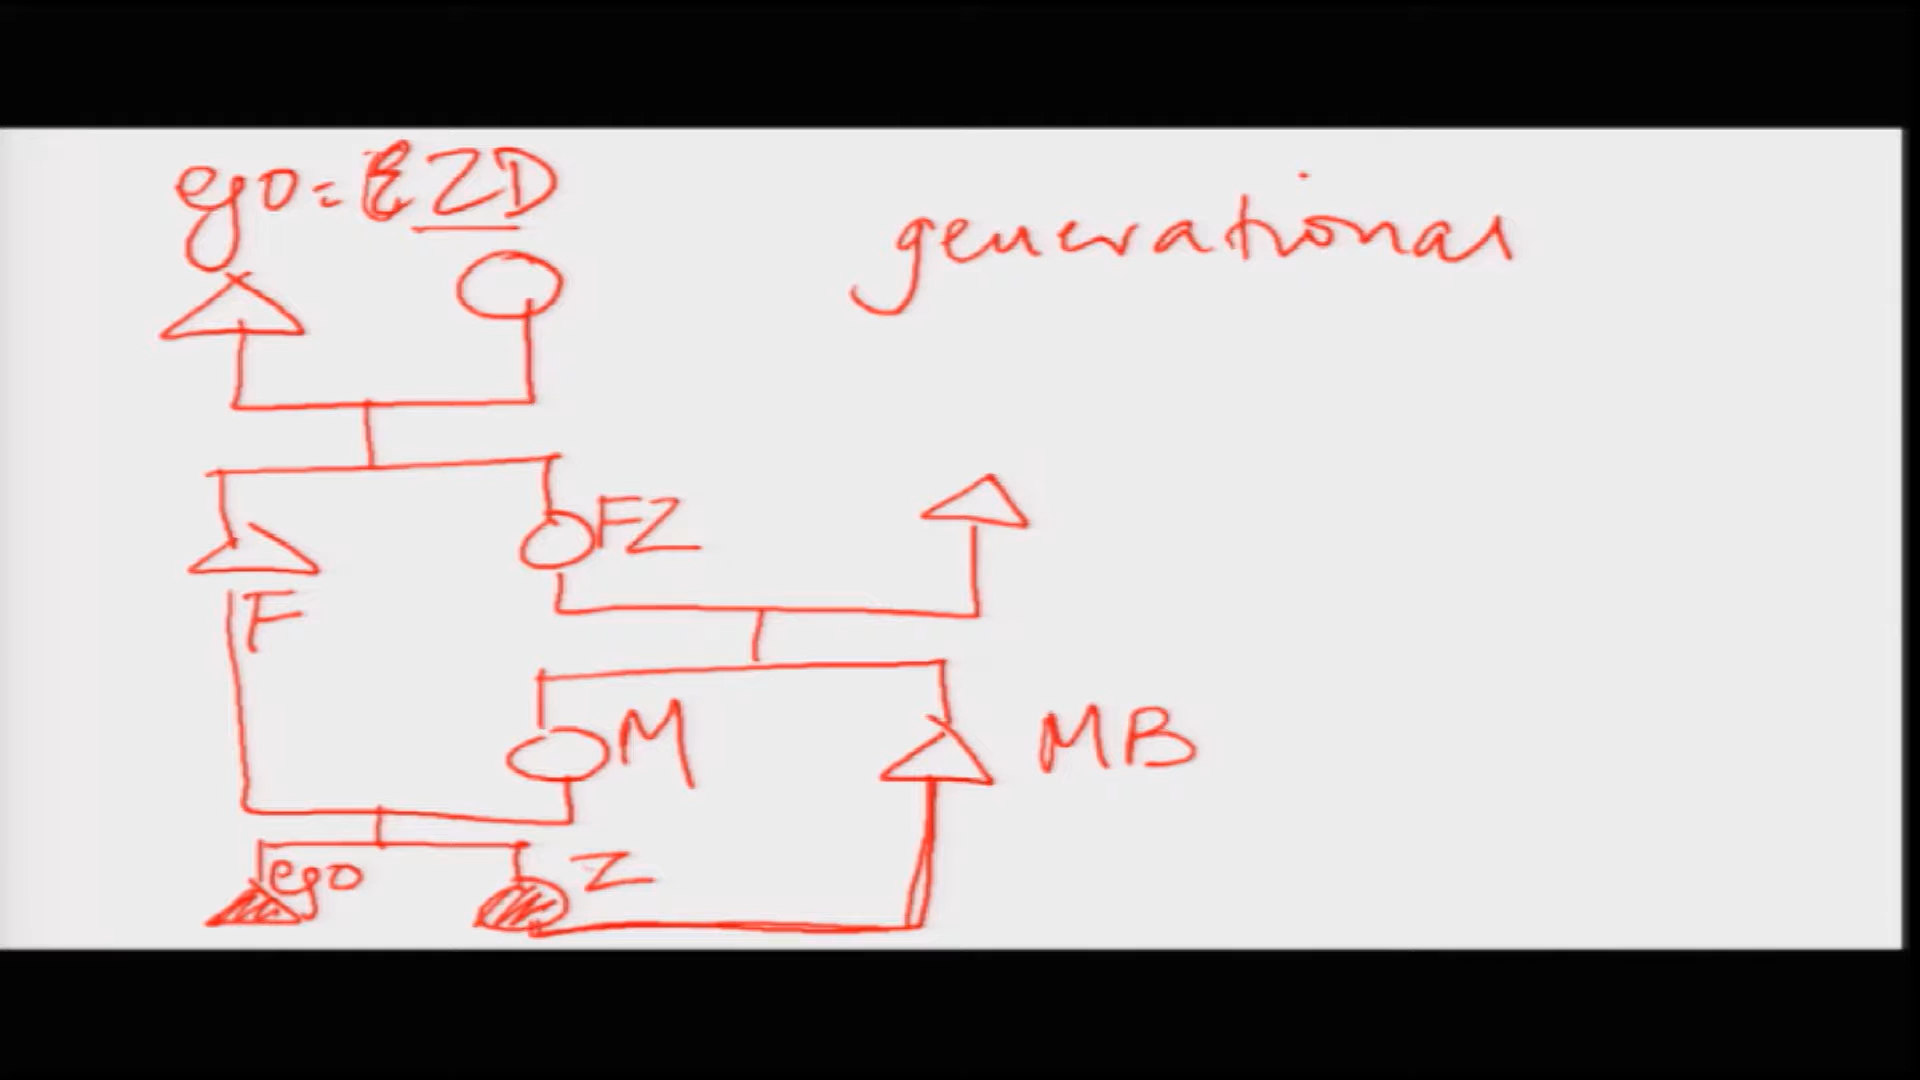 ego = EZD
generational
FZ
F
M
MB
ego
Z